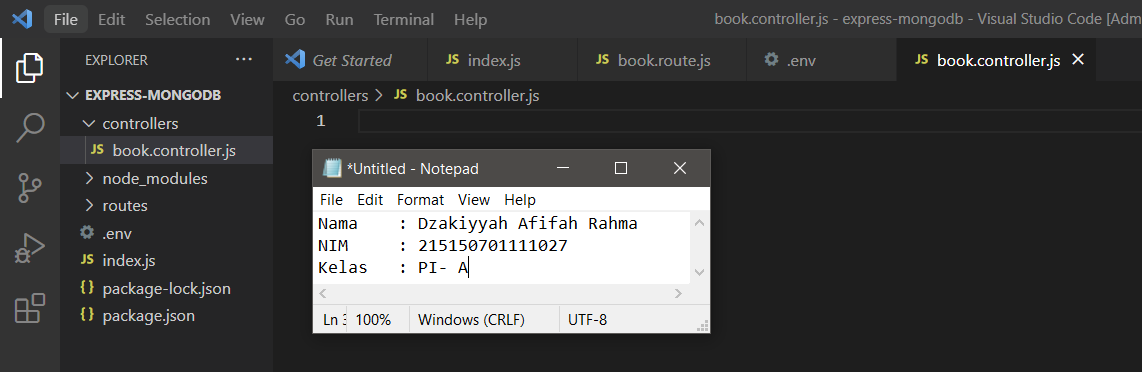 File Edit Selection View Go Run Terminal Help book.controller.js - express-mongodb - Visual Studio Code [Adm
EXPLORER ···
Get Started JS index.js JS book.route.js .env JS book.controller.js
EXPRESS-MONGODB
controllers > JS book.controller.js
controllers
1
JS book.controller.js
node_modules
routes
.env
JS index.js
{} package-lock.json
{} package.json
*Untitled - Notepad
File Edit Format View Help
Nama : Dzakiyyah Afifah Rahma
NIM : 215150701111027
Kelas : PI- A
Ln 3 100% Windows (CRLF) UTF-8